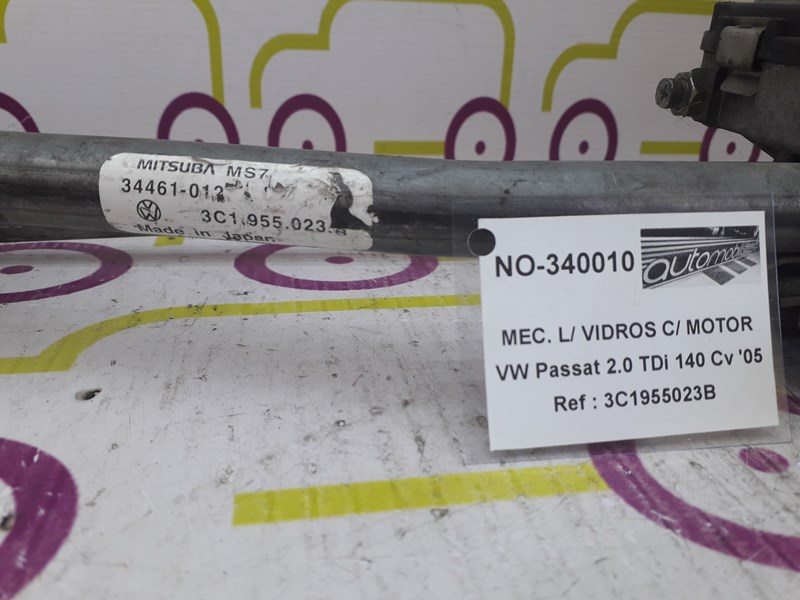 MITSUBA MS7
34461-012
3C1.955.023.B
Made in Japan
NO-340010
automobile
MEC. L/ VIDROS C/ MOTOR
VW Passat 2.0 TDi 140 Cv '05
Ref : 3C1955023B